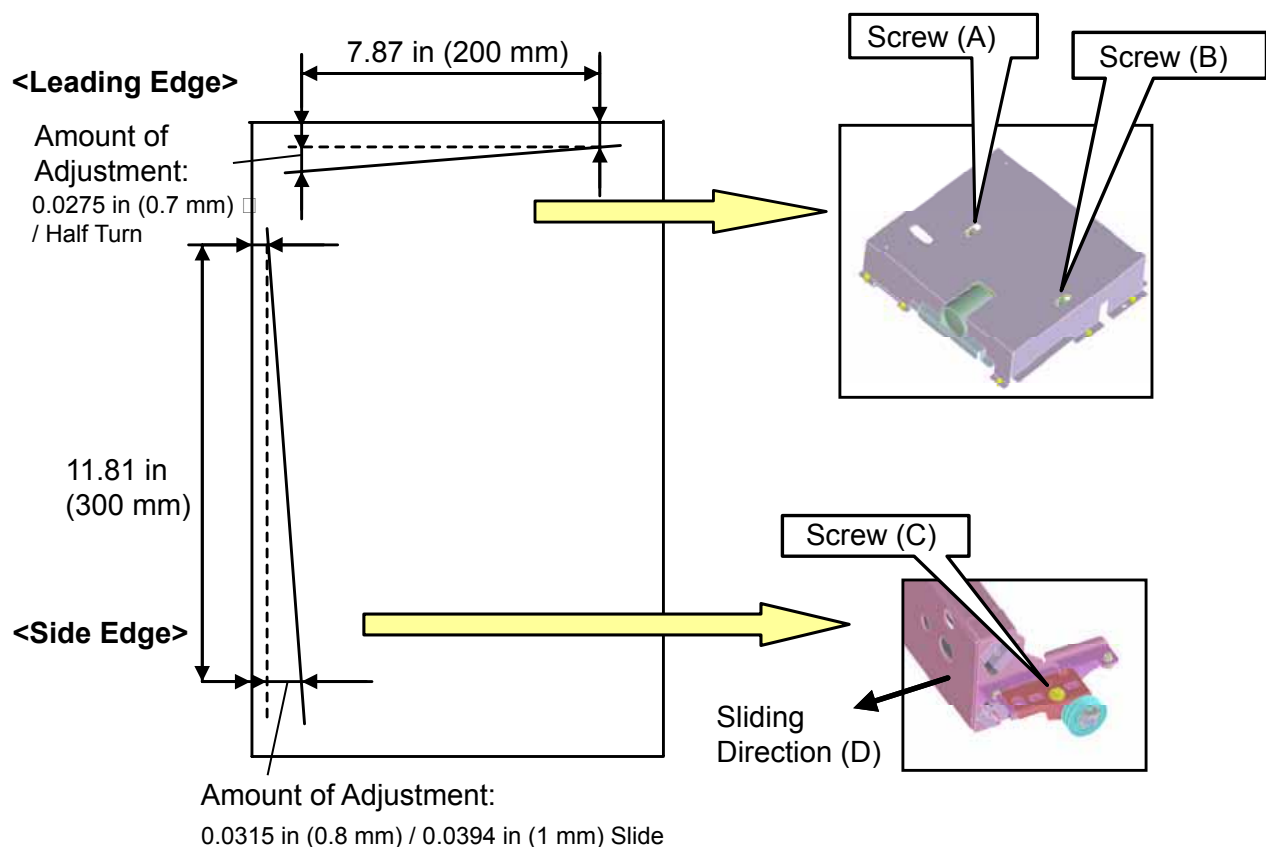 7.87 in (200 mm)
<Leading Edge>
Amount of
Adjustment:
0.0275 in (0.7 mm) □
/ Half Turn
Screw (A)
Screw (B)
11.81 in
(300 mm)
<Side Edge>
Screw (C)
Sliding
Direction (D)
Amount of Adjustment:
0.0315 in (0.8 mm) / 0.0394 in (1 mm) Slide